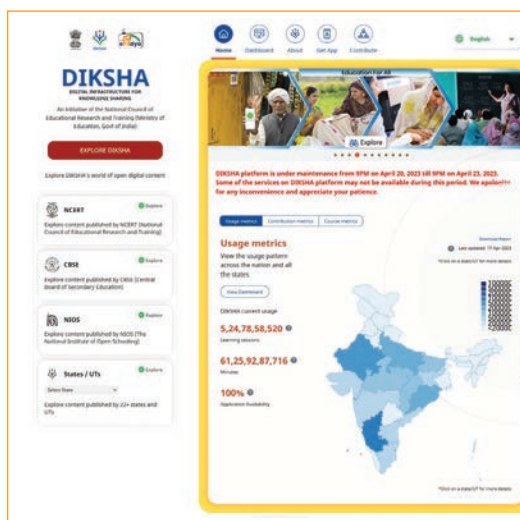 Home
Dashboard
About
Get App
Contribute
English
DIKSHA
DIGITAL INFRASTRUCTURE FOR
KNOWLEDGE SHARING
An Initiative of the National Council of
Educational Research and Training (Ministry of
Education, Govt of India)
EXPLORE DIKSHA
Explore DIKSHA's world of open digital content
NCERT
Explore
Explore content published by NCERT (National
Council of Educational Research and Training)
CBSE
Explore
Explore content published by CBSE (Central
Board of Secondary Education)
NIOS
Explore
Explore content published by NIOS (The
National Institute of Open Schooling)
States / UTs
Explore
Select State
Explore content published by 22+ states and
UTs
Education For All
Explore
DIKSHA platform is under maintenance from 9PM on April 20, 2023 till 9PM on April 23, 2023.
Some of the services on DIKSHA platform may not be available during this period. We apologize
for any inconvenience and appreciate your patience.
Usage metrics
Contribution metrics
Course metrics
Usage metrics
View the usage pattern
across the nation and all
the states
View Dashboard
DIKSHA current usage
5,24,78,58,520
Learning sessions
61,25,92,87,716
Minutes
100%
Application Availability
Download Report
Last updated: 17 Apr 2023
*Click on a state/UT for more details
*Click on a state/UT for more details